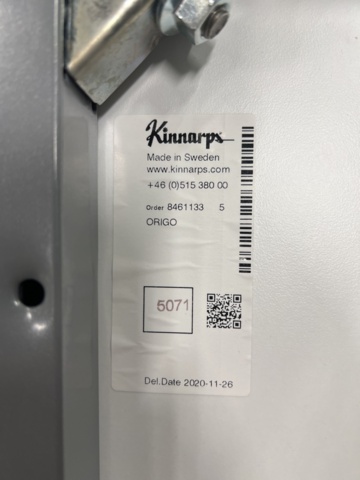 Kinnarps
Made in Sweden
www.kinnarps.com
+46 (0)515 380 00
Order 8461133 5
ORIGO
5071
Del.Date 2020-11-26